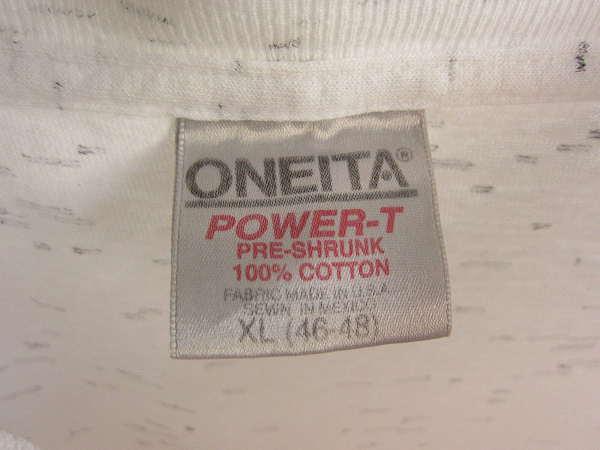 ONEITA®
POWER-T
PRE-SHRUNK
100% COTTON
FABRIC MADE IN U.S.A.
SEWN IN MEXICO
XL (46-48)